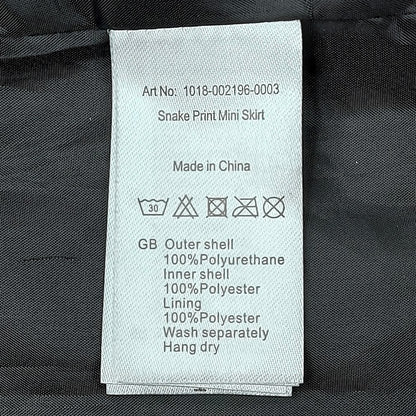 Art No: 1018-002196-0003
Snake Print Mini Skirt
Made in China
30
GB Outer shell
100%Polyurethane
Inner shell
100%Polyester
Lining
100%Polyester
Wash separately
Hang dry